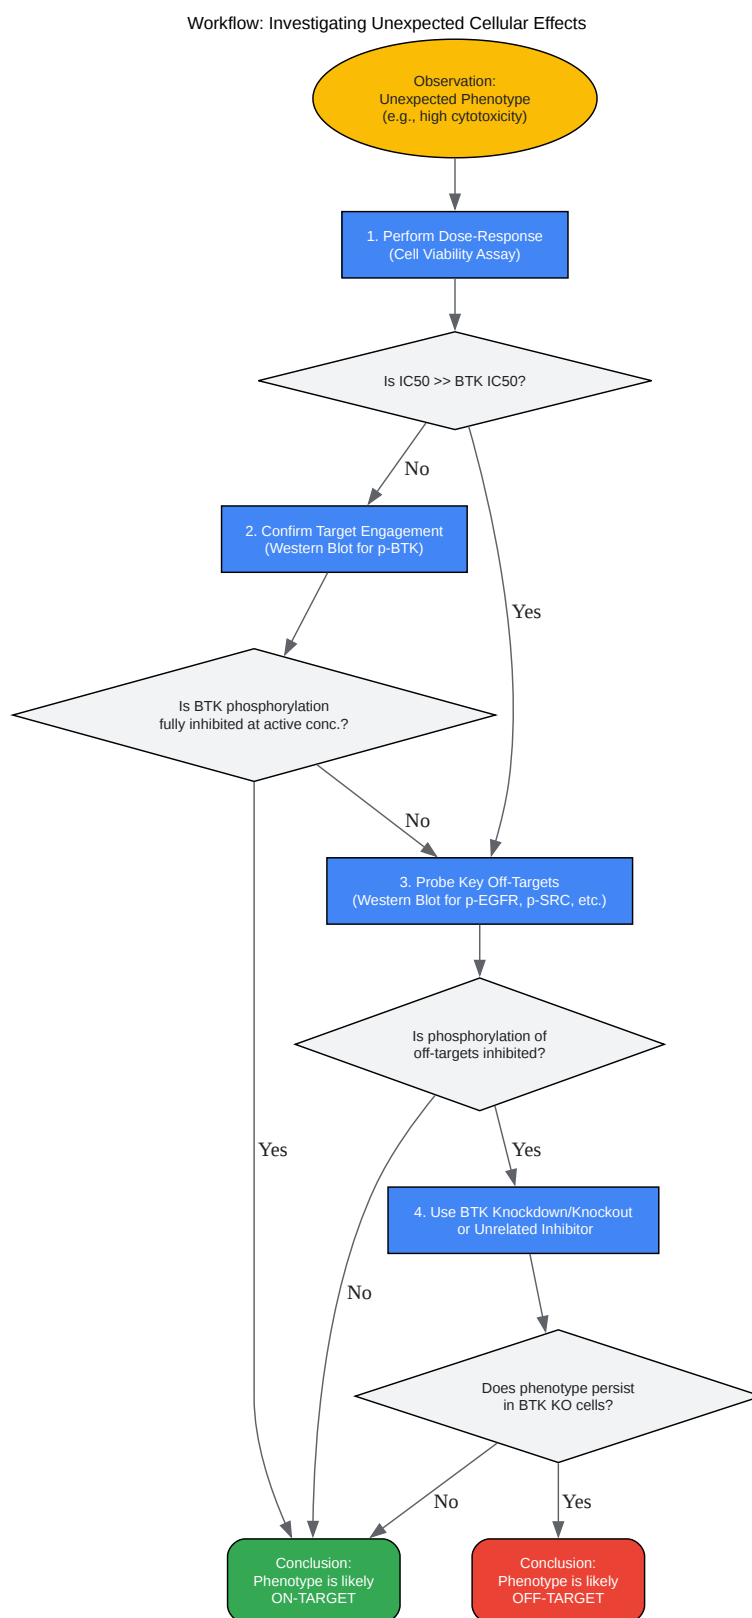 Workflow: Investigating Unexpected Cellular Effects
Observation:
Unexpected Phenotype
(e.g., high cytotoxicity)
1. Perform Dose-Response
(Cell Viability Assay)
Is IC50 >> BTK IC50?
No
2. Confirm Target Engagement
(Western Blot for p-BTK)
Yes
Is BTK phosphorylation
fully inhibited at active conc.?
No
3. Probe Key Off-Targets
(Western Blot for p-EGFR, p-SRC, etc.)
Is phosphorylation of
off-targets inhibited?
Yes
Yes
4. Use BTK Knockdown/Knockout
or Unrelated Inhibitor
No
Does phenotype persist
in BTK KO cells?
No
Yes
Conclusion:
Phenotype is likely
ON-TARGET
Conclusion:
Phenotype is likely
OFF-TARGET